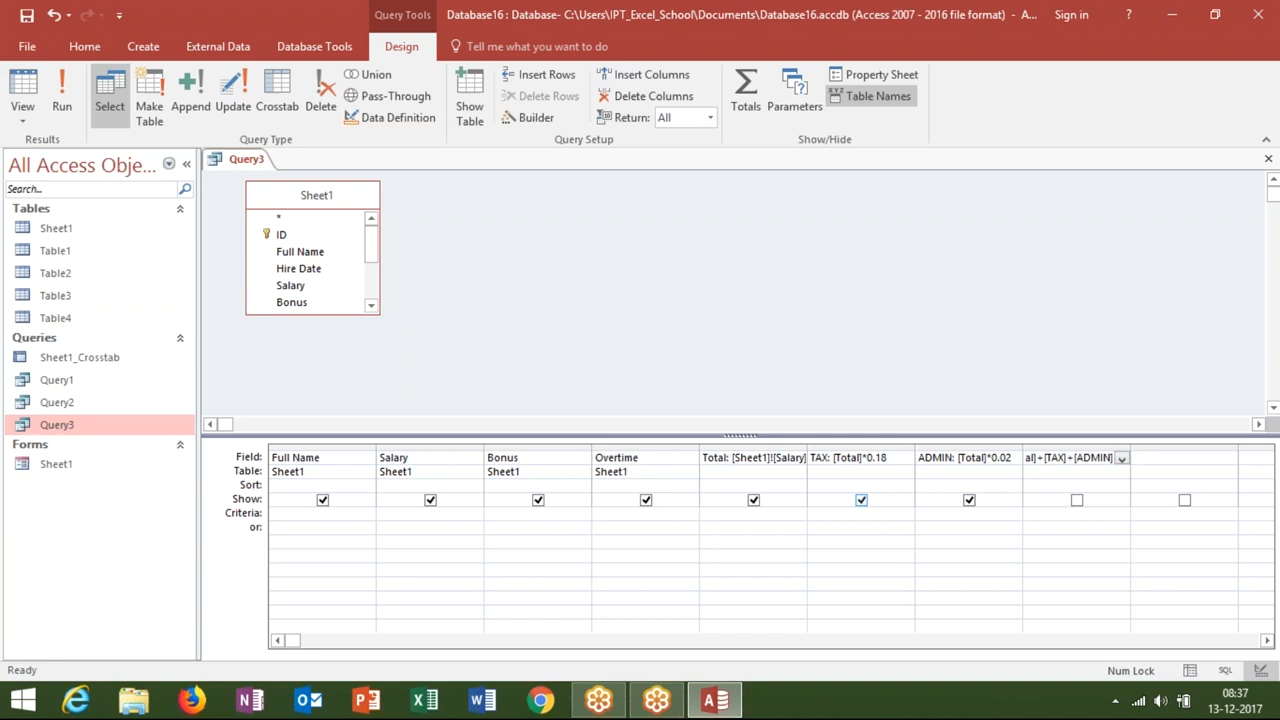 Query Tools
Database16 : Database- C:\Users\IPT_Excel_School\Documents\Database16.accdb (Access 2007 - 2016 file format) - A...
Sign in
?
File
Home
Create
External Data
Database Tools
Design
Tell me what you want to do
View
Run
Select
Make Table
Append
Update
Crosstab
Delete
Union
Pass-Through
Data Definition
Show Table
Insert Rows
Delete Rows
Builder
Insert Columns
Delete Columns
Return: All
Totals
Parameters
Property Sheet
Table Names
Results
Query Type
Query Setup
Show/Hide
All Access Obje...
Search...
Tables
Sheet1
Table1
Table2
Table3
Table4
Queries
Sheet1_Crosstab
Query1
Query2
Query3
Forms
Sheet1
Query3
Sheet1
*
ID
Full Name
Hire Date
Salary
Bonus
Field: Full Name Salary Bonus Overtime Total: [Sheet1]![Salary] TAX: [Total]*0.18 ADMIN: [Total]*0.02 al]+[TAX]+[ADMIN]
Table: Sheet1 Sheet1 Sheet1 Sheet1
Sort:
Show:
Criteria:
or:
Ready
Num Lock
SQL
08:37
13-12-2017